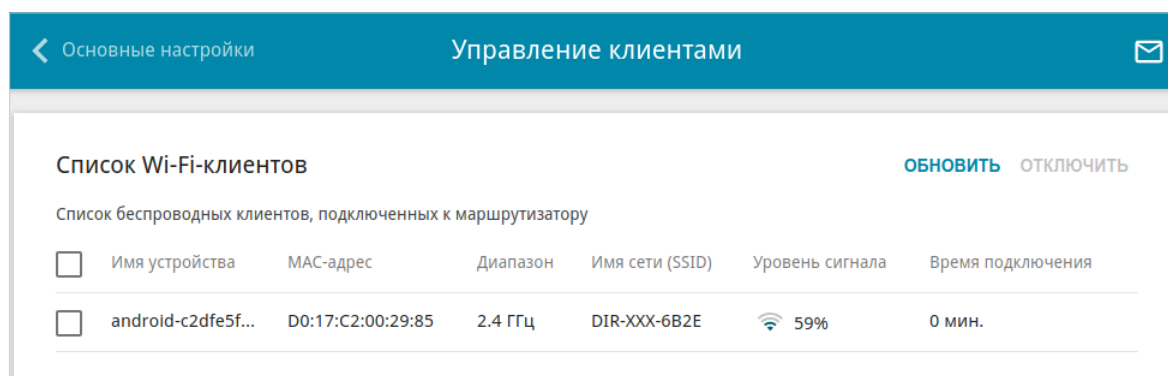 Основные настройки Управление клиентами
Список Wi-Fi-клиентов ОБНОВИТЬ ОТКЛЮЧИТЬ
Список беспроводных клиентов, подключенных к маршрутизатору
Имя устройства MAC-адрес Диапазон Имя сети (SSID) Уровень сигнала Время подключения
android-c2dfe5f... D0:17:C2:00:29:85 2.4 ГГц DIR-XXX-6B2E 59% 0 мин.